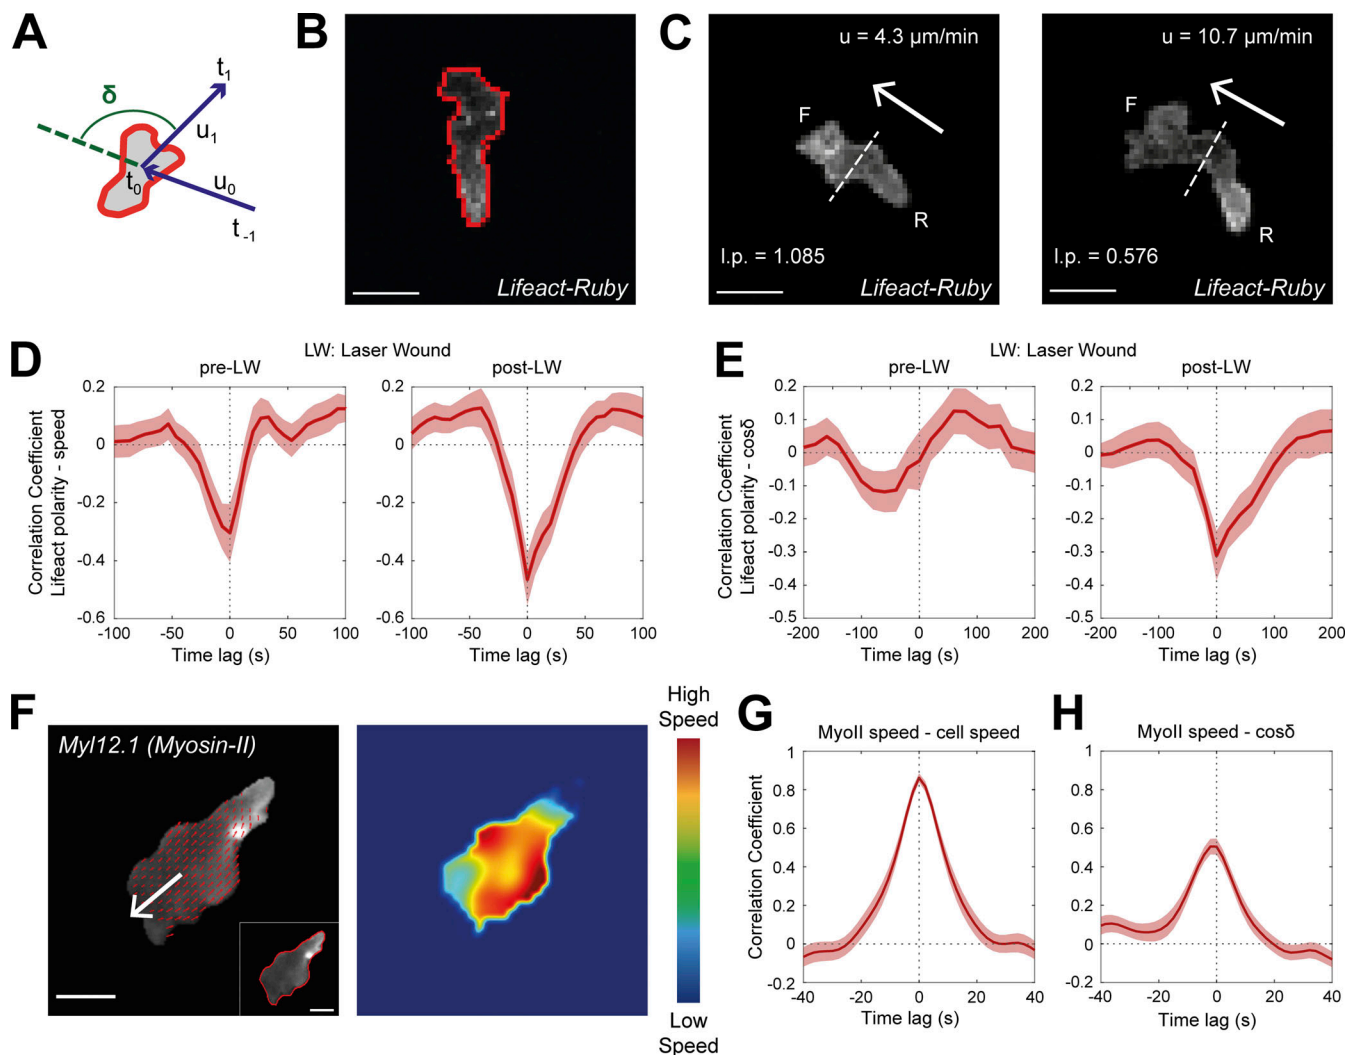 A
t1
δ
u1
t0
u0
t-1
B
Lifeact-Ruby
C
u = 4.3 µm/min
F
R
l.p. = 1.085
Lifeact-Ruby
u = 10.7 µm/min
F
R
l.p. = 0.576
Lifeact-Ruby
D
LW: Laser Wound
pre-LW
post-LW
Correlation Coefficient
Lifeact polarity - speed
0.2
0
-0.2
-0.4
-0.6
-100
-50
0
50
100
Time lag (s)
0.2
0
-0.2
-0.4
-0.6
-100
-50
0
50
100
Time lag (s)
E
LW: Laser Wound
pre-LW
post-LW
Correlation Coefficient
Lifeact polarity - cosδ
0.2
0.1
0
-0.1
-0.2
-0.3
-0.4
-0.5
-200
-100
0
100
200
Time lag (s)
0.2
0.1
0
-0.1
-0.2
-0.3
-0.4
-0.5
-200
-100
0
100
200
Time lag (s)
F
Myl12.1 (Myosin-II)
High
Speed
Low
Speed
G
MyoII speed - cell speed
Correlation Coefficient
1
0.8
0.6
0.4
0.2
0
-0.2
-40
-20
0
20
40
Time lag (s)
H
MyoII speed - cosδ
1
0.8
0.6
0.4
0.2
0
-0.2
-40
-20
0
20
40
Time lag (s)